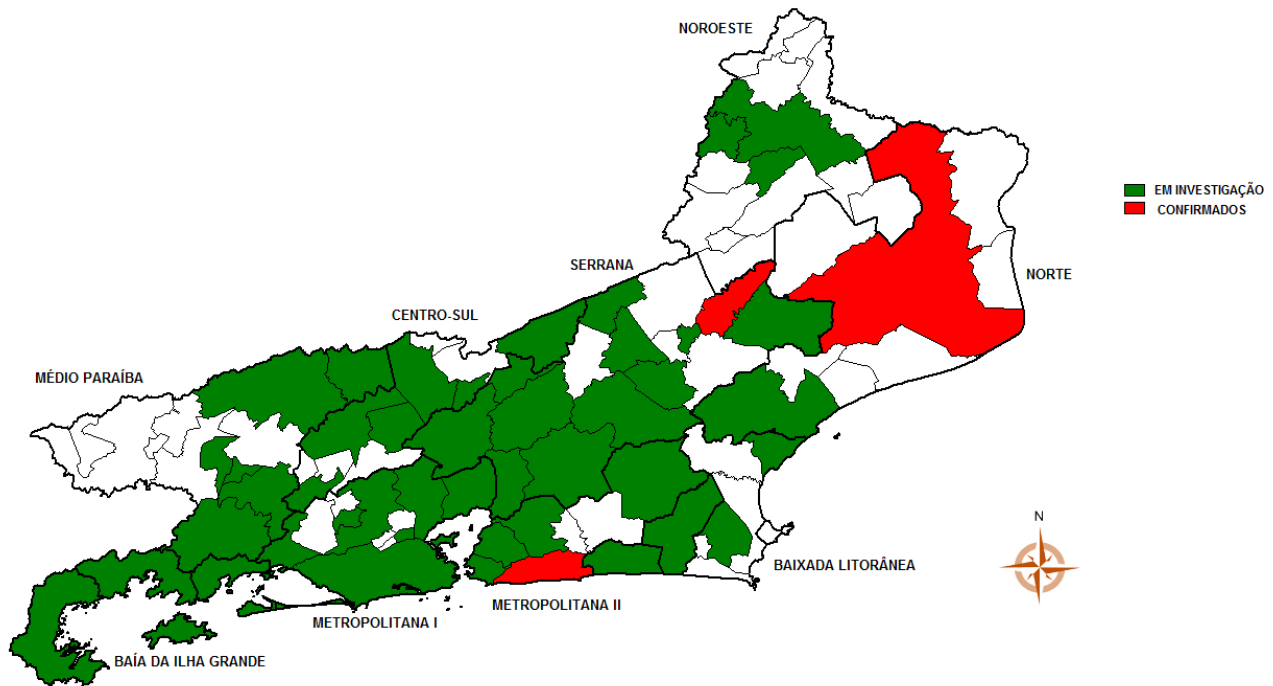 NOROESTE
EM INVESTIGAÇÃO
CONFIRMADOS
SERRANA
NORTE
CENTRO-SUL
MÉDIO PARAÍBA
N
BAIXADA LITORÂNEA
METROPOLITANA II
METROPOLITANA I
BAÍA DA ILHA GRANDE